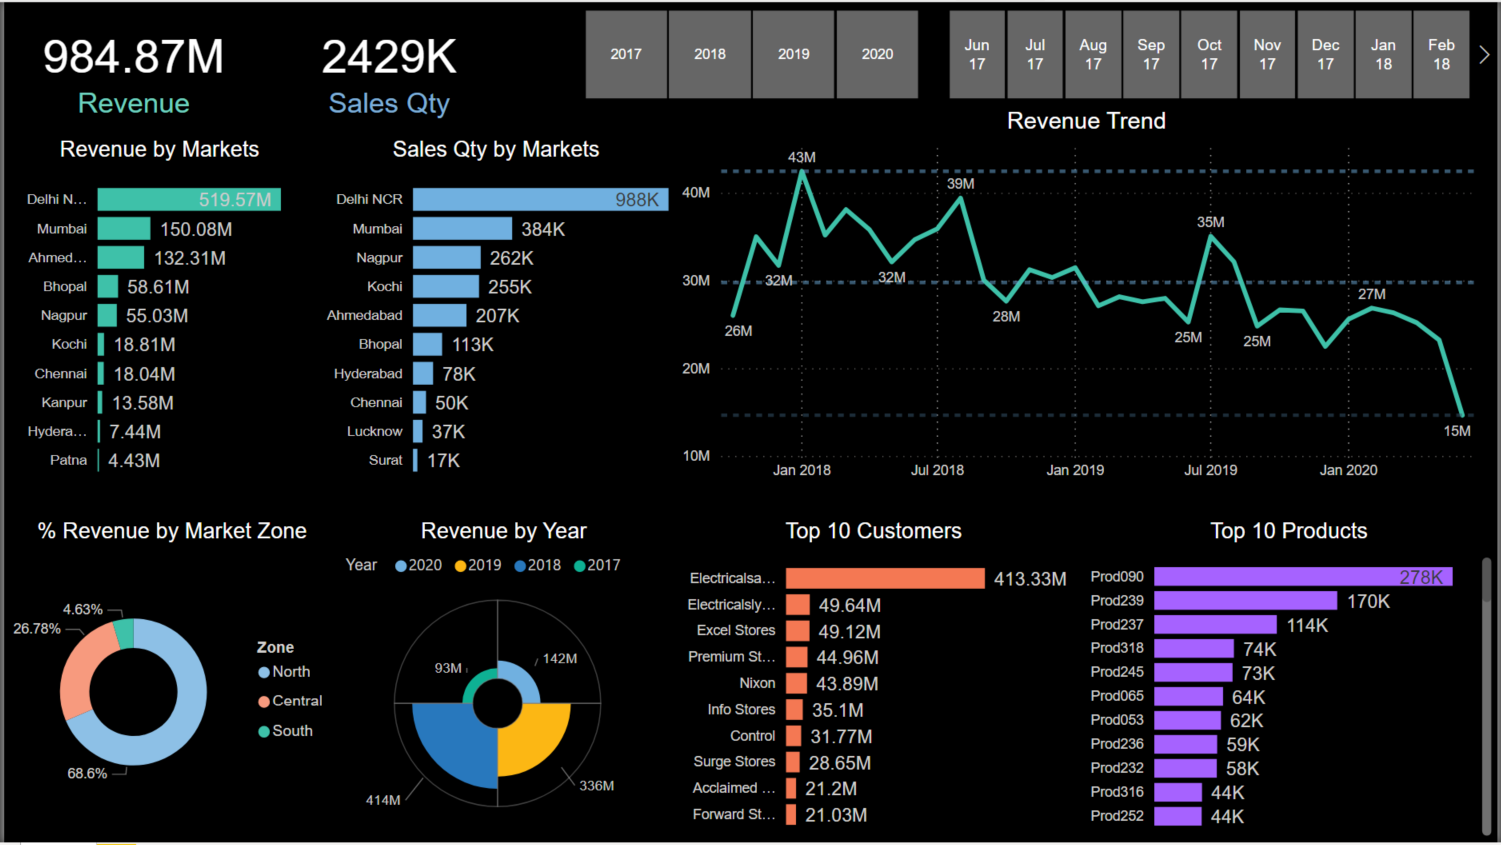 984.87M
Revenue
2429K
Sales Qty
2017 2018 2019 2020
Jun 17
Jul 17
Aug 17
Sep 17
Oct 17
Nov 17
Dec 17
Jan 18
Feb 18
Revenue by Markets
Delhi N... 519.57M
Mumbai 150.08M
Ahmed... 132.31M
Bhopal 58.61M
Nagpur 55.03M
Kochi 18.81M
Chennai 18.04M
Kanpur 13.58M
Hydera... 7.44M
Patna 4.43M
Sales Qty by Markets
Delhi NCR 988K
Mumbai 384K
Nagpur 262K
Kochi 255K
Ahmedabad 207K
Bhopal 113K
Hyderabad 78K
Chennai 50K
Lucknow 37K
Surat 17K
Revenue Trend
43M
40M
39M
35M
30M
32M
32M
27M
28M
26M
25M
25M
20M
15M
10M
Jan 2018 Jul 2018 Jan 2019 Jul 2019 Jan 2020
% Revenue by Market Zone
4.63%
26.78%
68.6%
Zone
North
Central
South
Revenue by Year
Year 2020 2019 2018 2017
93M
142M
336M
414M
Top 10 Customers
Electricalsa... 413.33M
Electricalsly... 49.64M
Excel Stores 49.12M
Premium St... 44.96M
Nixon 43.89M
Info Stores 35.1M
Control 31.77M
Surge Stores 28.65M
Acclaimed ... 21.2M
Forward St... 21.03M
Top 10 Products
Prod090 278K
Prod239 170K
Prod237 114K
Prod318 74K
Prod245 73K
Prod065 64K
Prod053 62K
Prod236 59K
Prod232 58K
Prod316 44K
Prod252 44K